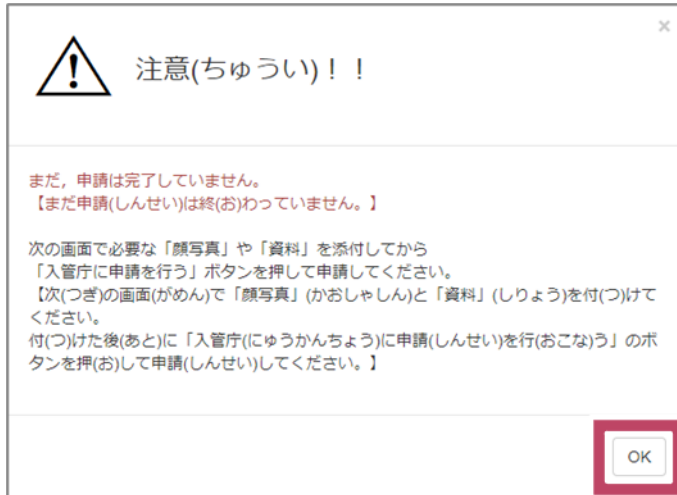 ×
注意(ちゅうい)！！
まだ，申請は完了していません。
【まだ申請(しんせい)は終(お)わっていません。】
次の画面で必要な「顔写真」や「資料」を添付してから
「入管庁に申請を行う」ボタンを押して申請してください。
【次(つぎ)の画面(がめん)で「顔写真」(かおしゃしん)と「資料」(しりょう)を付(つ)けて
ください。
付(つ)けた後(あと)に「入管庁(にゅうかんちょう)に申請(しんせい)を行(おこな)う」のボ
タンを押(お)して申請(しんせい)してください。】
OK